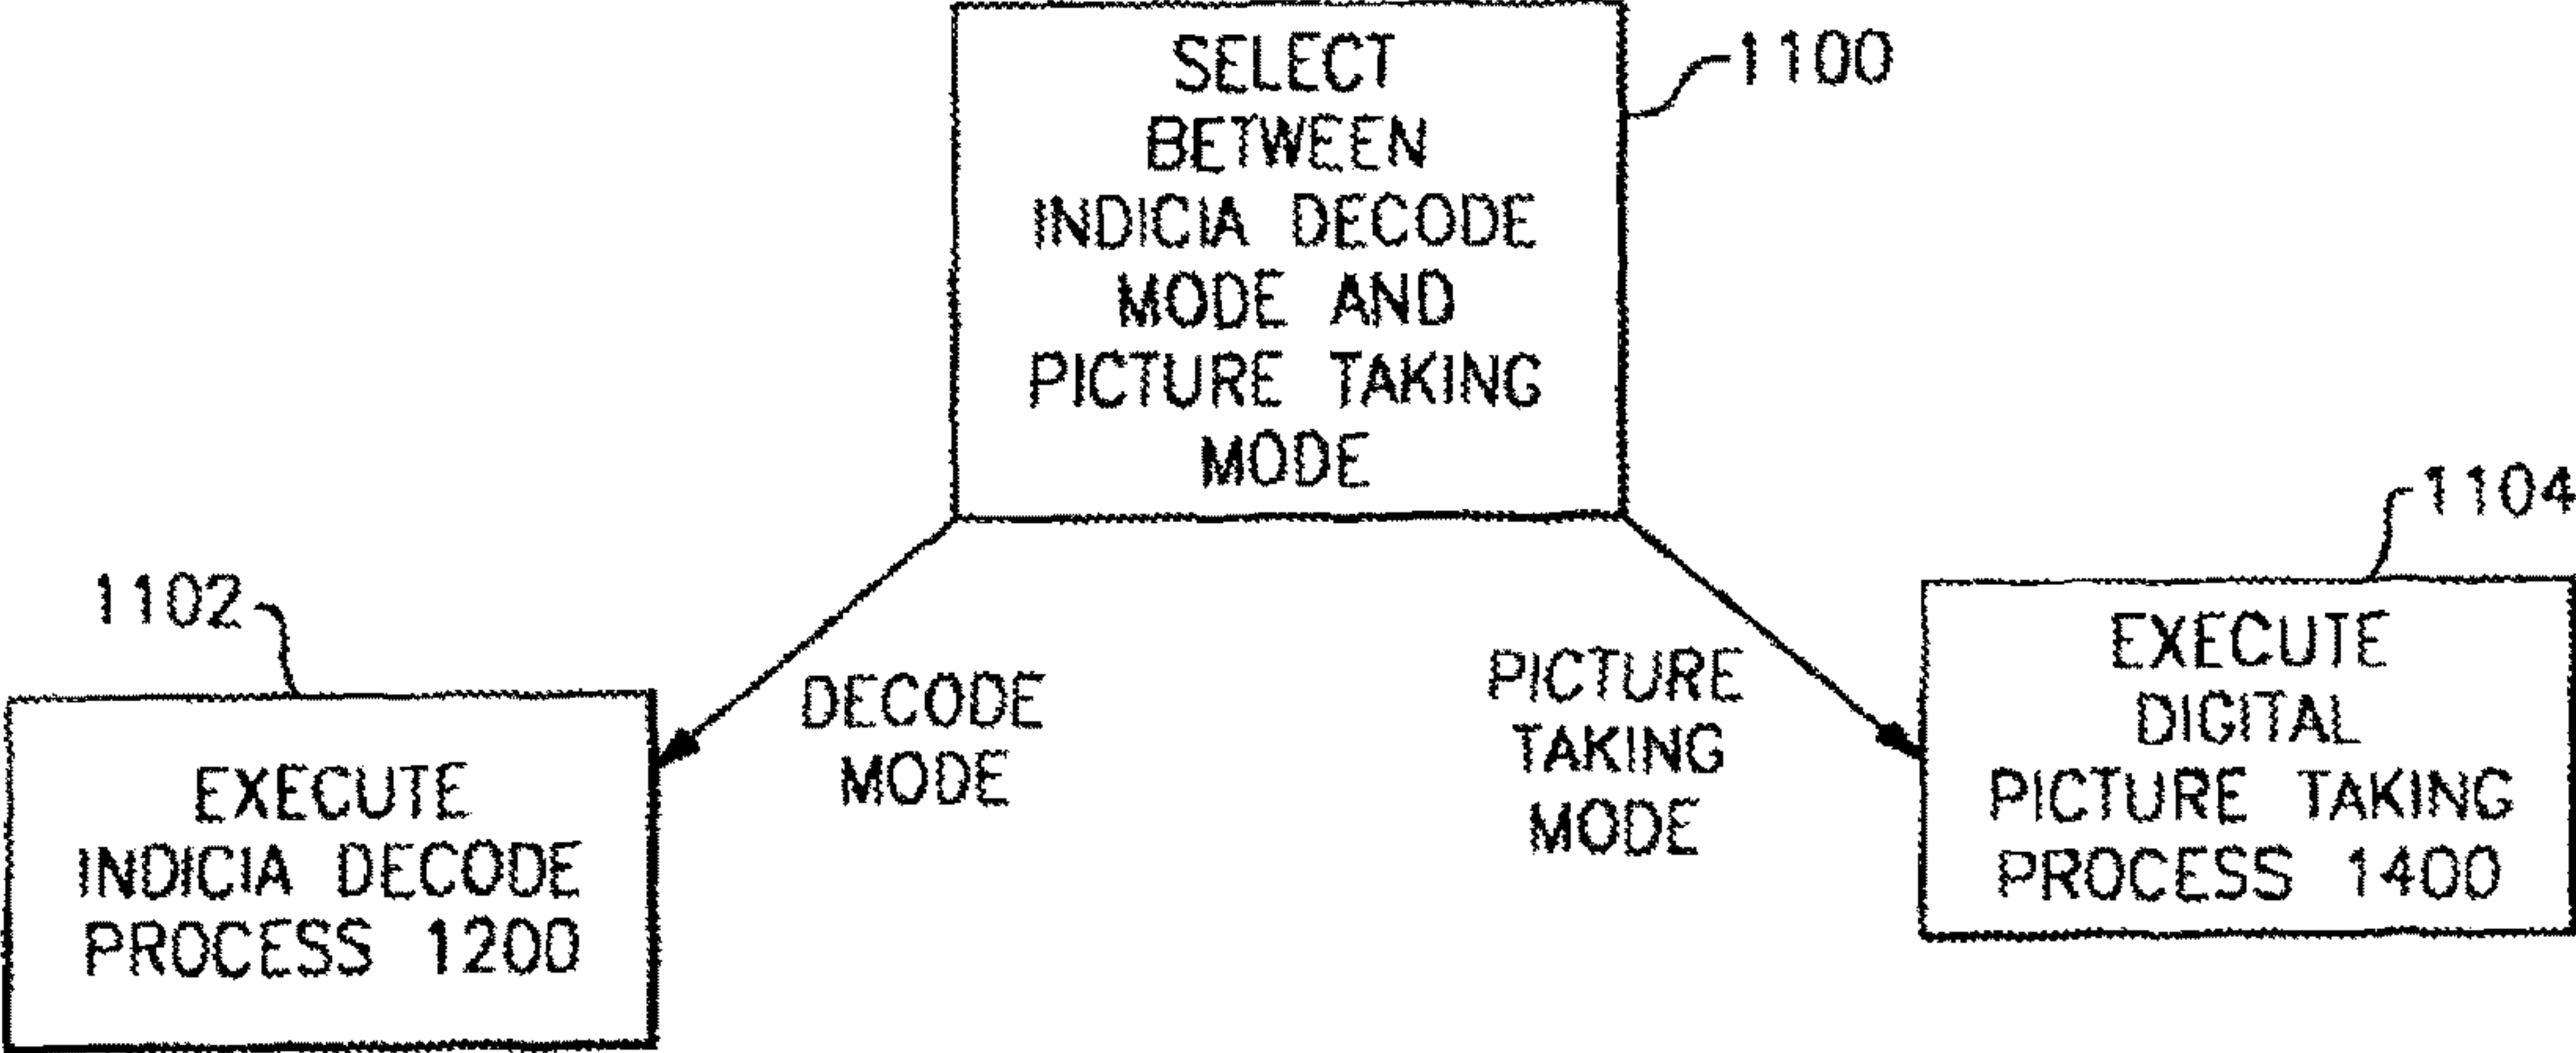 SELECT
BETWEEN
INDICIA DECODE
MODE AND
PICTURE TAKING
MODE
1100
1102
EXECUTE
INDICIA DECODE
PROCESS 1200
DECODE
MODE
PICTURE
TAKING
MODE
1104
EXECUTE
DIGITAL
PICTURE TAKING
PROCESS 1400